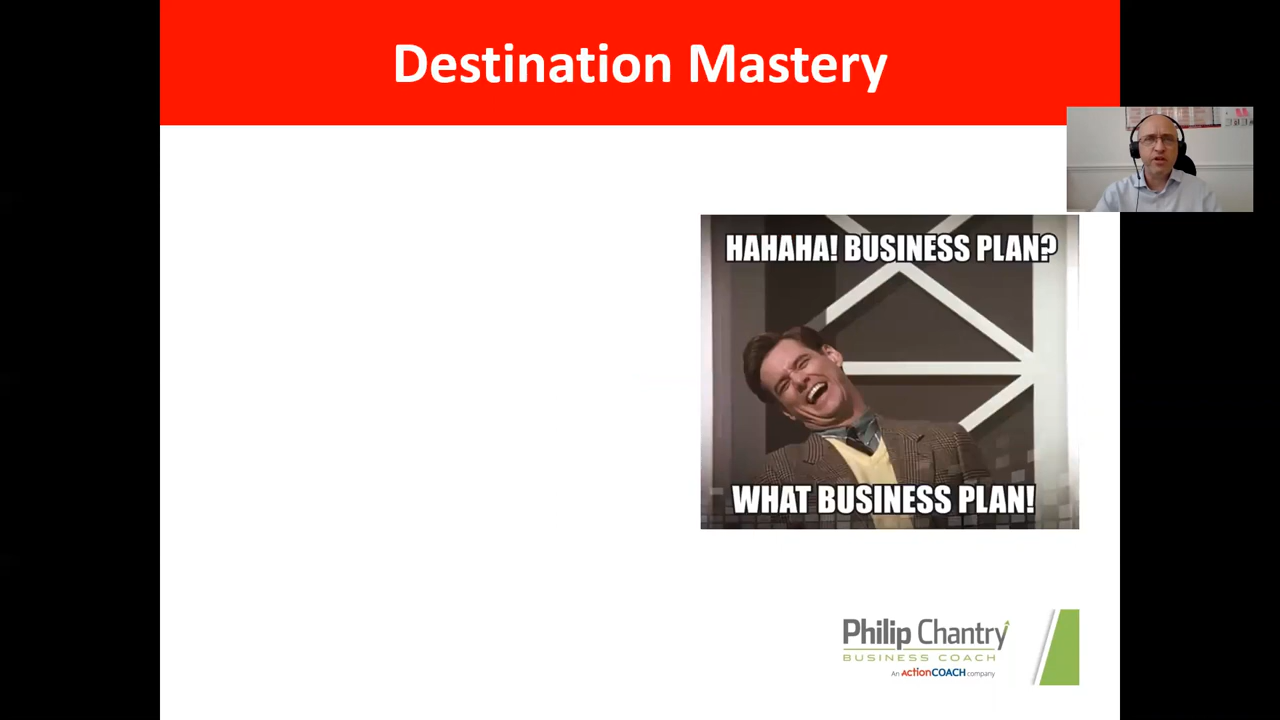 Destination Mastery
HAHAHA! BUSINESS PLAN?
WHAT BUSINESS PLAN!
Philip Chantry
BUSINESS COACH
An ActionCOACH company